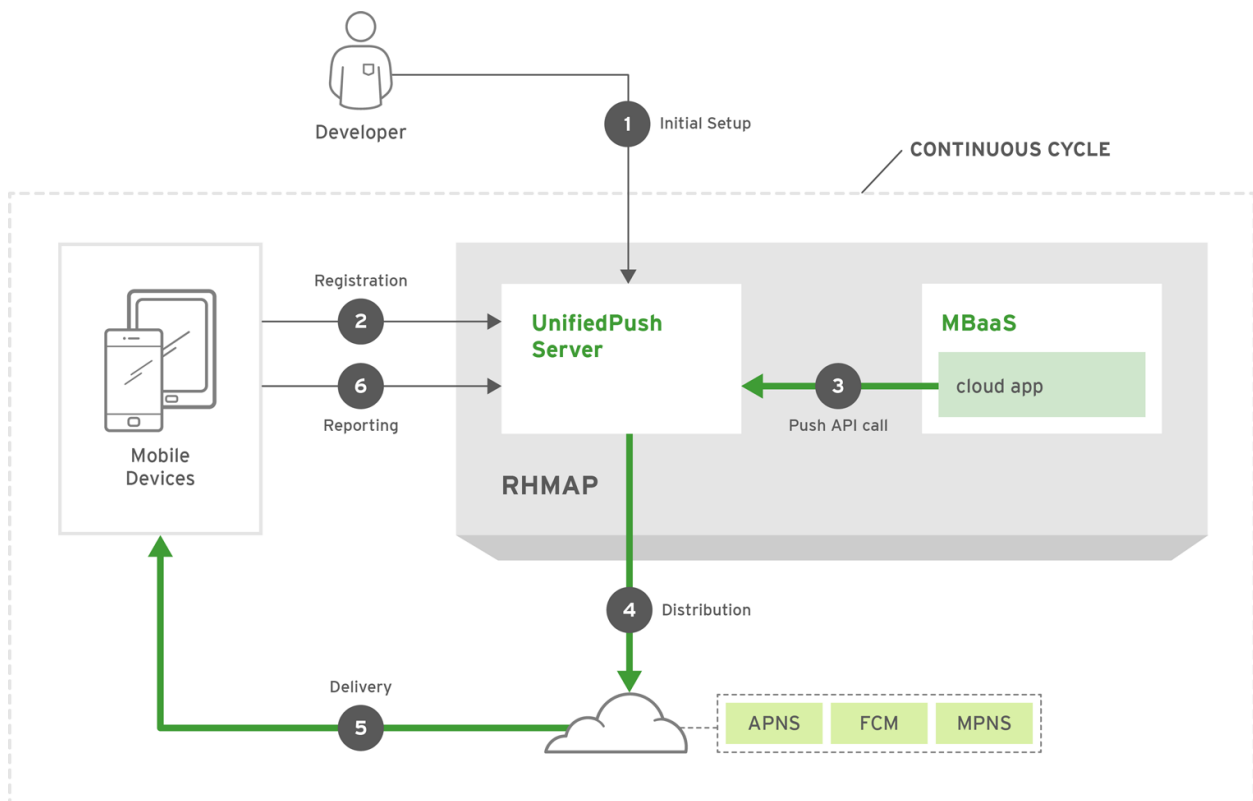 Developer
1
Initial Setup
CONTINUOUS CYCLE
Registration
2
6
Reporting
Mobile
Devices
UnifiedPush
Server
RHMAP
3
Push API call
MBaaS
cloud app
4
Distribution
Delivery
5
APNS
FCM
MPNS